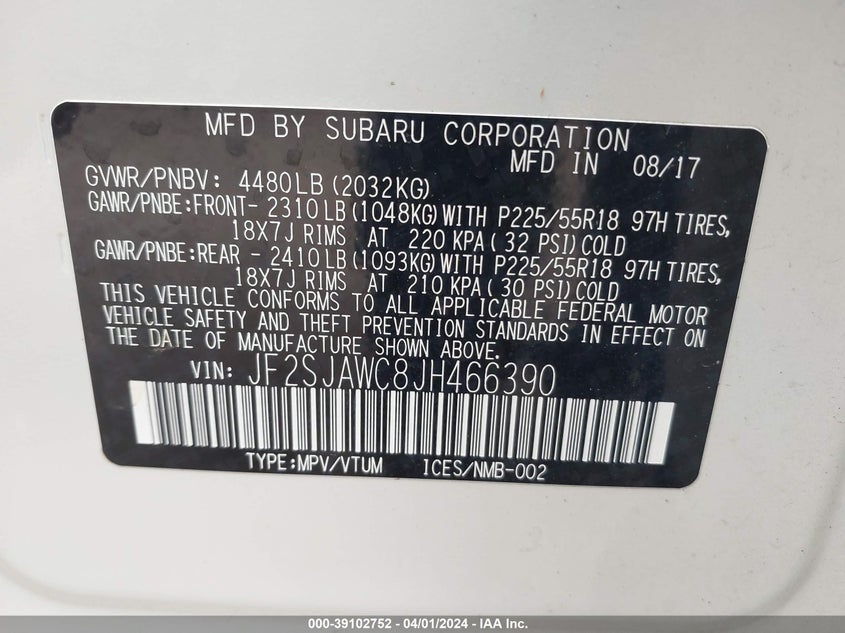 MFD BY SUBARU CORPORATION
MFD IN 08/17
GVWR/PNBV: 4480LB(2032KG)
GAWR/PNBE:FRONT- 2310LB(1048KG)WITH P225/55R18 97H TIRES,
18X7J RIMS AT 220 KPA( 32 PSI)COLD
GAWR/PNBE:REAR - 2410LB(1093KG)WITH P225/55R18 97H TIRES,
18X7J RIMS AT 210 KPA( 30 PSI)COLD
THIS VEHICLE CONFORMS TO ALL APPLICABLE FEDERAL MOTOR
VEHICLE SAFETY AND THEFT PREVENTION STANDARDS IN EFFECT ON
THE DATE OF MANUFACTURE SHOWN ABOVE.
VIN: JF2SJAWC8JH466390
TYPE:MPV/VTUM ICES/NMB-002
000-39102752 - 04/01/2024 - IAA Inc.